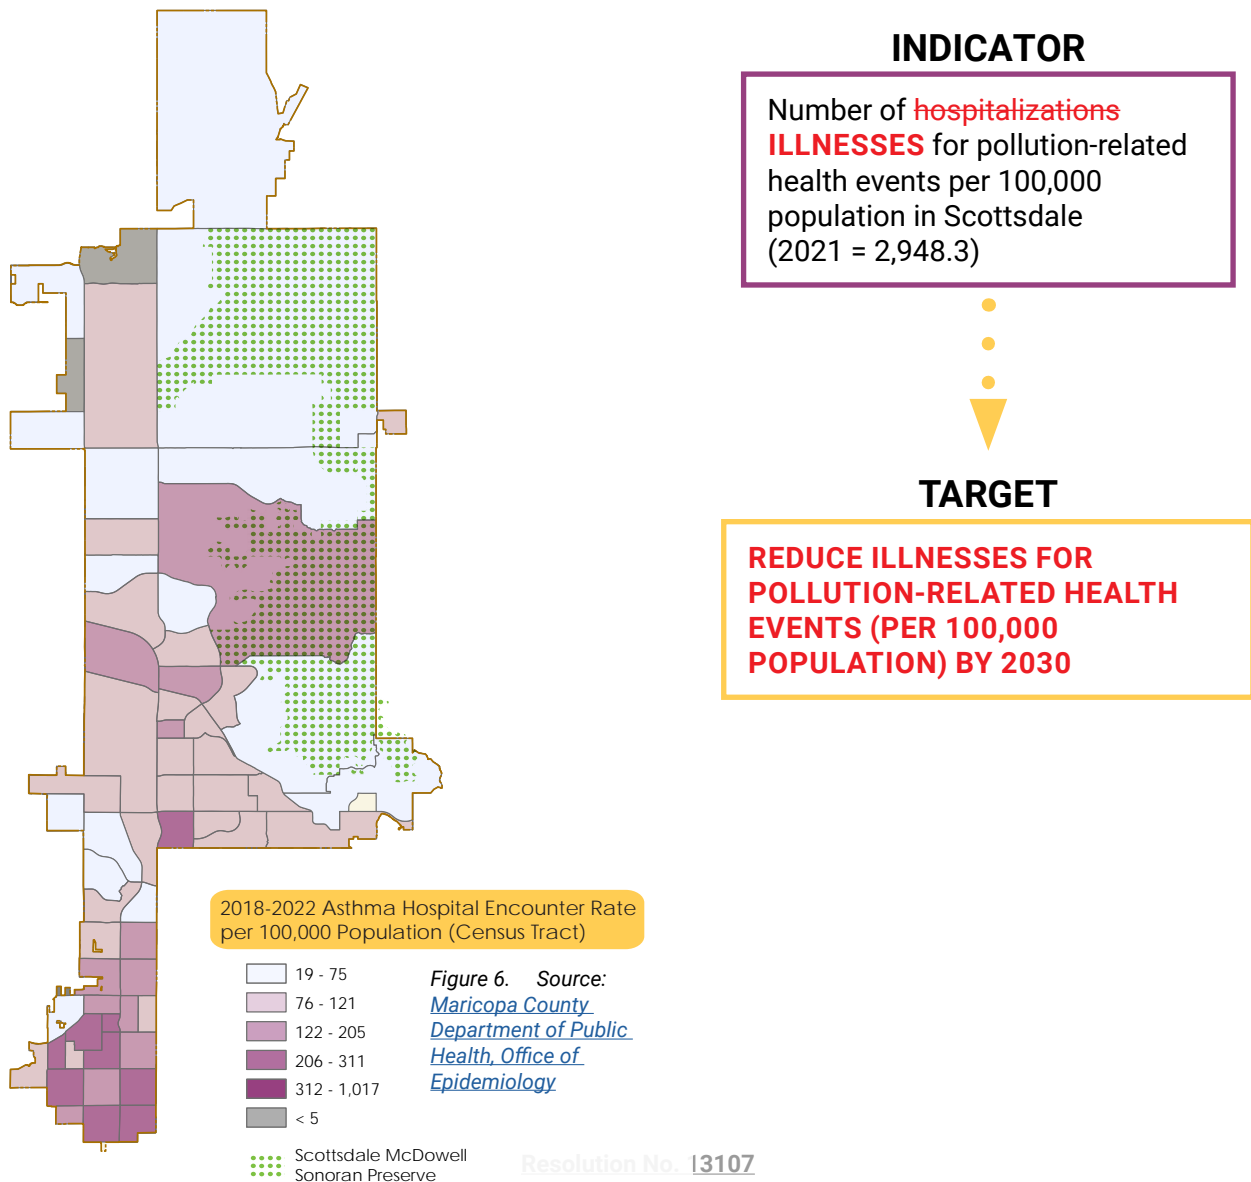 INDICATOR
Number of hospitalizations
ILLNESSES for pollution-related
health events per 100,000
population in Scottsdale
(2021 = 2,948.3)
TARGET
REDUCE ILLNESSES FOR
POLLUTION-RELATED HEALTH
EVENTS (PER 100,000
POPULATION) BY 2030
2018-2022 Asthma Hospital Encounter Rate
per 100,000 Population (Census Tract)
19 - 75
76 - 121
122 - 205
206 - 311
312 - 1,017
< 5
Scottsdale McDowell
Sonoran Preserve
Figure 6. Source:
Maricopa County
Department of Public
Health, Office of
Epidemiology
Resolution No. 13107